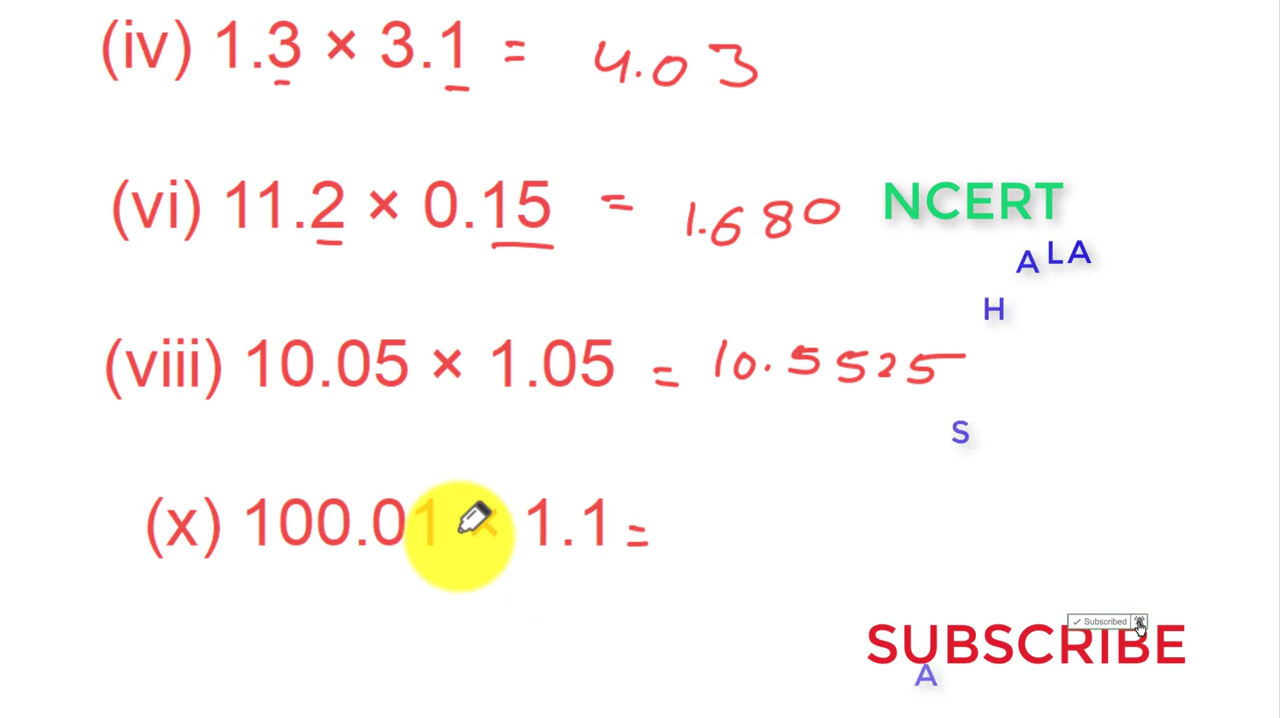 (iv) 1.3 × 3.1 = 4.03
(vi) 11.2 × 0.15 = 1.680
NCERT
A LA
H
(viii) 10.05 × 1.05 = 10.5525
S
(x) 100.01 × 1.1 =
Subscribed
SUBSCRIBE
A